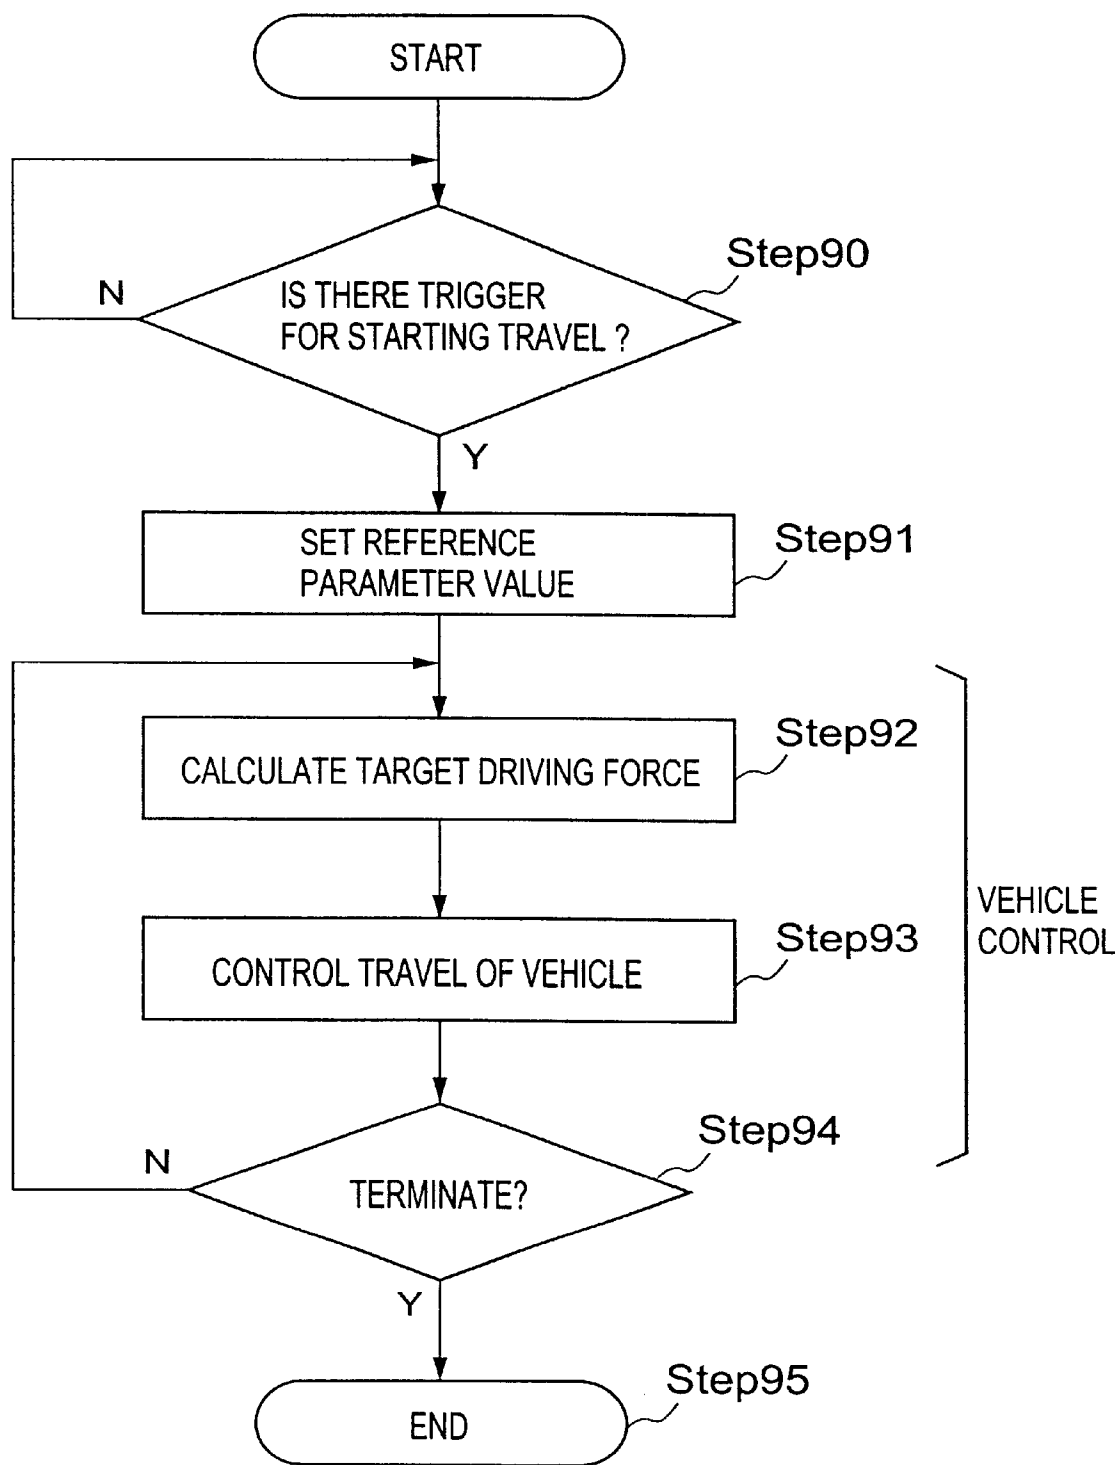 START
Step90
N
IS THERE TRIGGER
FOR STARTING TRAVEL ?
Y
Step91
SET REFERENCE
PARAMETER VALUE
Step92
CALCULATE TARGET DRIVING FORCE
VEHICLE
CONTROL
Step93
CONTROL TRAVEL OF VEHICLE
Step94
N
TERMINATE?
Y
Step95
END